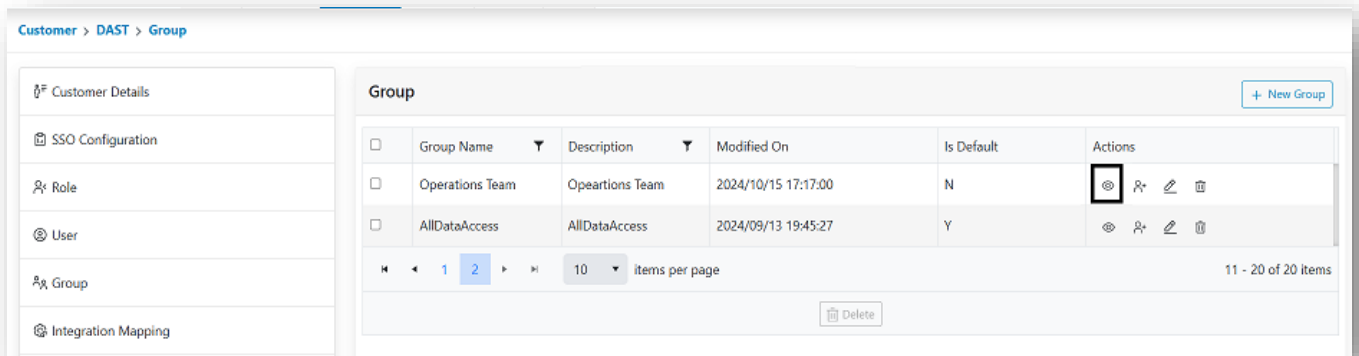 Customer > DAST > Group
Customer Details
SSO Configuration
Role
User
Group
Integration Mapping
Group
+ New Group
Group Name Description Modified On Is Default Actions
Operations Team Opeartions Team 2024/10/15 17:17:00 N
AllDataAccess AllDataAccess 2024/09/13 19:45:27 Y
1 2 10 items per page 11 - 20 of 20 items
Delete